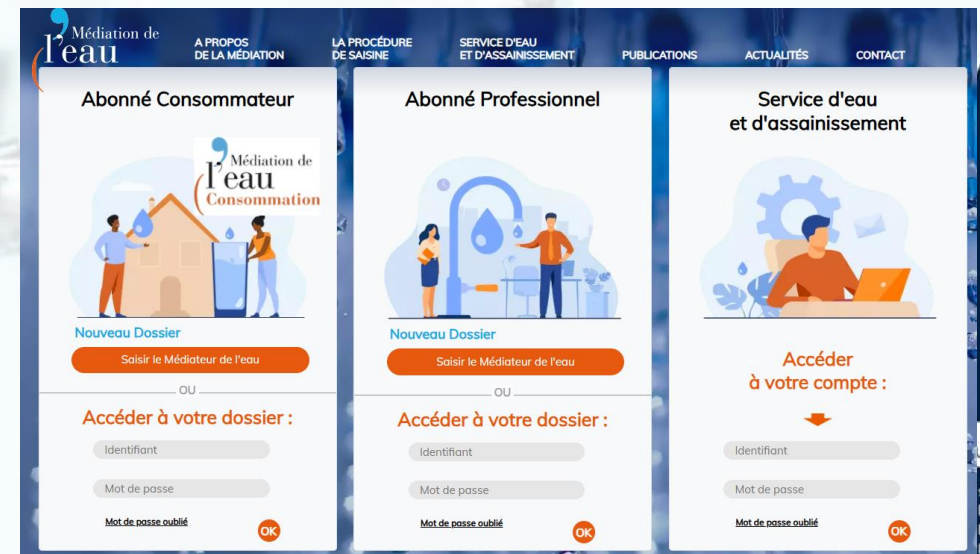 Médiation de
l'eau
A PROPOS
DE LA MÉDIATION
LA PROCÉDURE
DE SAISINE
SERVICE D'EAU
ET D'ASSAINISSEMENT
PUBLICATIONS
ACTUALITÉS
CONTACT
Abonné Consommateur
Médiation de
l'eau
Consommation
Nouveau Dossier
Saisir le Médiateur de l'eau
OU
Accéder à votre dossier :
Identifiant
Mot de passe
Mot de passe oublié
OK
Abonné Professionnel
Nouveau Dossier
Saisir le Médiateur de l'eau
OU
Accéder à votre dossier :
Identifiant
Mot de passe
Mot de passe oublié
OK
Service d'eau
et d'assainissement
Accéder
à votre compte :
Identifiant
Mot de passe
Mot de passe oublié
OK